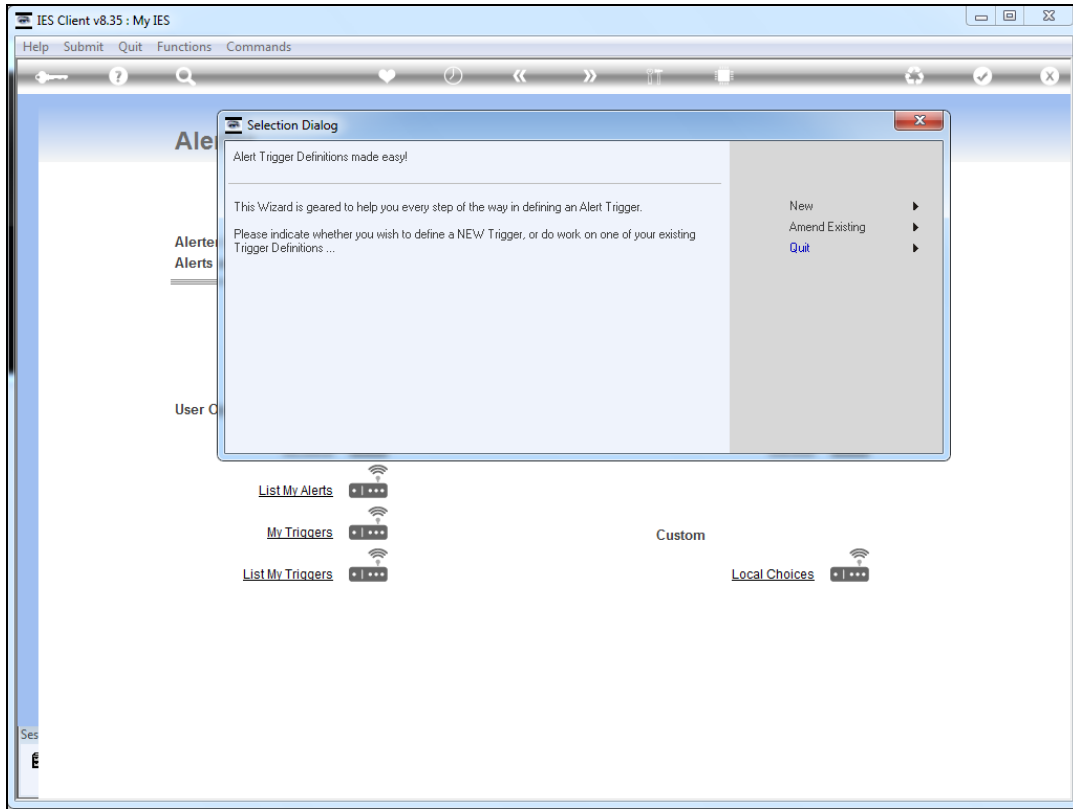 IES Client v8.35 : My IES
Help Submit Quit Functions Commands
Selection Dialog
Alert Trigger Definitions made easy!
This Wizard is geared to help you every step of the way in defining an Alert Trigger.
Please indicate whether you wish to define a NEW Trigger, or do work on one of your existing
Trigger Definitions ...
New
Amend Existing
Quit
Alerts
User
List My Alerts
My Triggers
List My Triggers
Custom
Local Choices